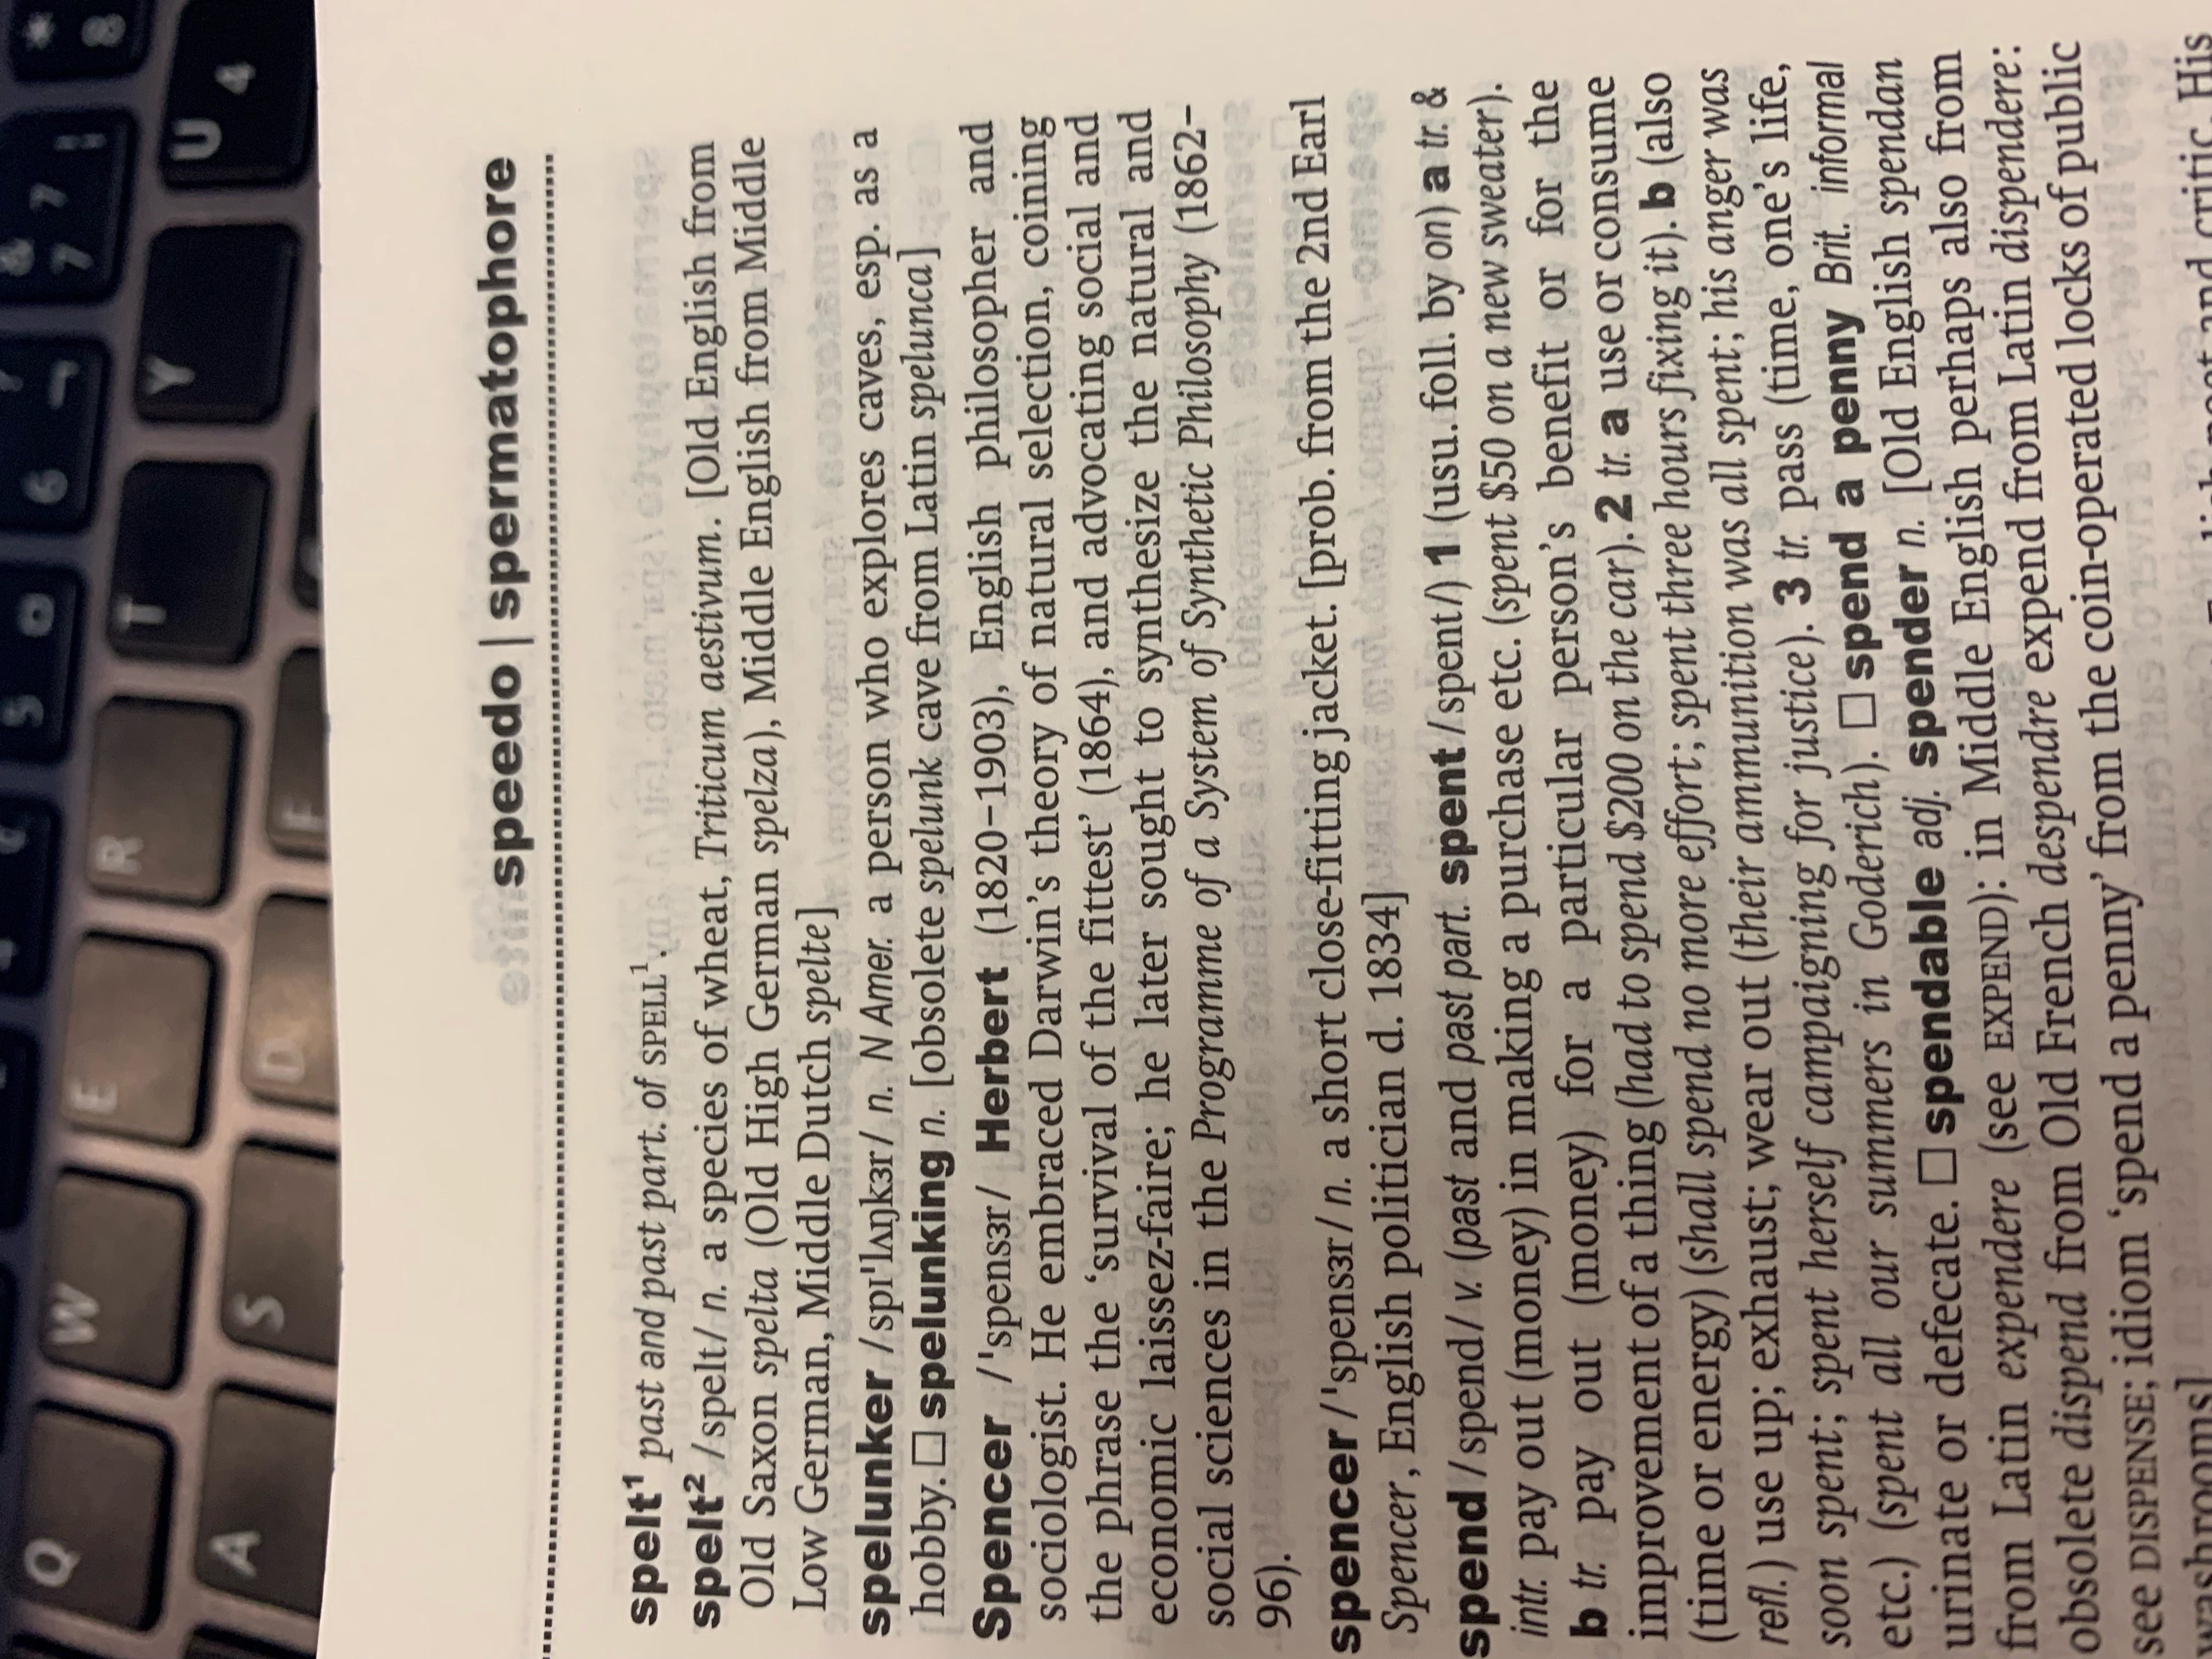 5 6 & 7 7 * 8
Q W E R T Y U 4
A S D F
speedo | spermatophore
spelt¹ past and past part. of SPELL¹.
spelt² /spelt/ n. a species of wheat, Triticum aestivum. [Old English from
Old Saxon spelta (Old High German spelza), Middle English from Middle
Low German, Middle Dutch spelte]
spelunker /spɪˈlʌŋkɜr/ n. N Amer. a person who explores caves, esp. as a
hobby. □ spelunking n. [obsolete spelunk cave from Latin spelunca]
Spencer /ˈspensɜr/ Herbert (1820–1903), English philosopher and
sociologist. He embraced Darwin's theory of natural selection, coining
the phrase the ‘survival of the fittest’ (1864), and advocating social and
economic laissez-faire; he later sought to synthesize the natural and
social sciences in the Programme of a System of Synthetic Philosophy (1862–
96).
spencer /ˈspensɜr/ n. a short close-fitting jacket. [prob. from the 2nd Earl
Spencer, English politician d. 1834]
spend /spend/ v. (past and past part. spent /spent/) 1 (usu. foll. by on) a tr. &
intr. pay out (money) in making a purchase etc. (spent $50 on a new sweater).
b tr. pay out (money) for a particular person's benefit or for the
improvement of a thing (had to spend $200 on the car). 2 tr. a use or consume
(time or energy) (shall spend no more effort; spent three hours fixing it). b (also
refl.) use up; exhaust; wear out (their ammunition was all spent; his anger was
soon spent; spent herself campaigning for justice). 3 tr. pass (time, one's life,
etc.) (spent all our summers in Goderich). □ spend a penny Brit. informal
urinate or defecate. □ spendable adj. spender n. [Old English spendan
from Latin expendere (see EXPEND): in Middle English perhaps also from
obsolete dispend from Old French despendre expend from Latin dispendere:
see DISPENSE; idiom ‘spend a penny’ from the coin-operated locks of public
washrooms]
poet and critic. His